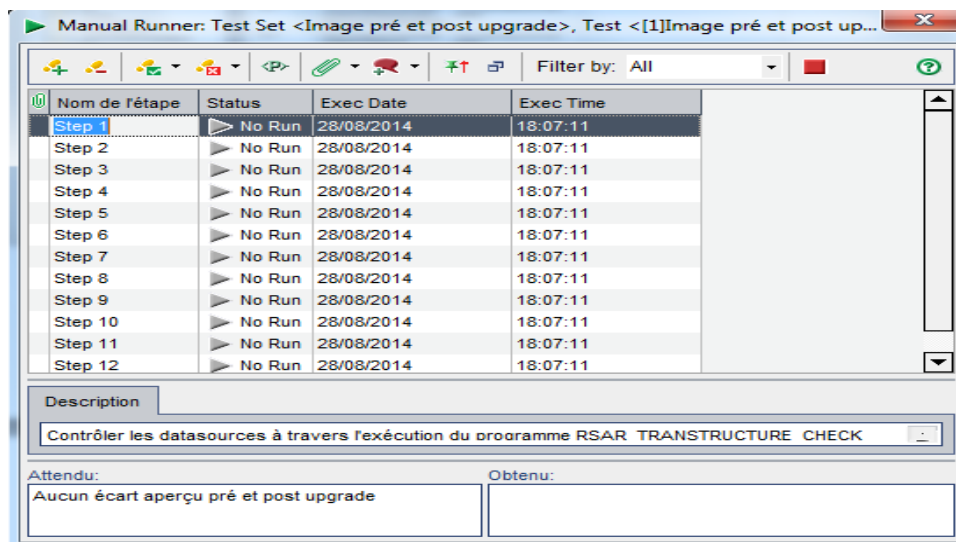 Manual Runner: Test Set <Image pré et post upgrade>, Test <[1]Image pré et post up...
<P> Filter by: All
Nom de l'étape Status Exec Date Exec Time
Step 1 No Run 28/08/2014 18:07:11
Step 2 No Run 28/08/2014 18:07:11
Step 3 No Run 28/08/2014 18:07:11
Step 4 No Run 28/08/2014 18:07:11
Step 5 No Run 28/08/2014 18:07:11
Step 6 No Run 28/08/2014 18:07:11
Step 7 No Run 28/08/2014 18:07:11
Step 8 No Run 28/08/2014 18:07:11
Step 9 No Run 28/08/2014 18:07:11
Step 10 No Run 28/08/2014 18:07:11
Step 11 No Run 28/08/2014 18:07:11
Step 12 No Run 28/08/2014 18:07:11
Description
Contrôler les datasources à travers l'exécution du programme RSAR_TRANSTRUCTURE_CHECK
Attendu: Obtenu:
Aucun écart aperçu pré et post upgrade